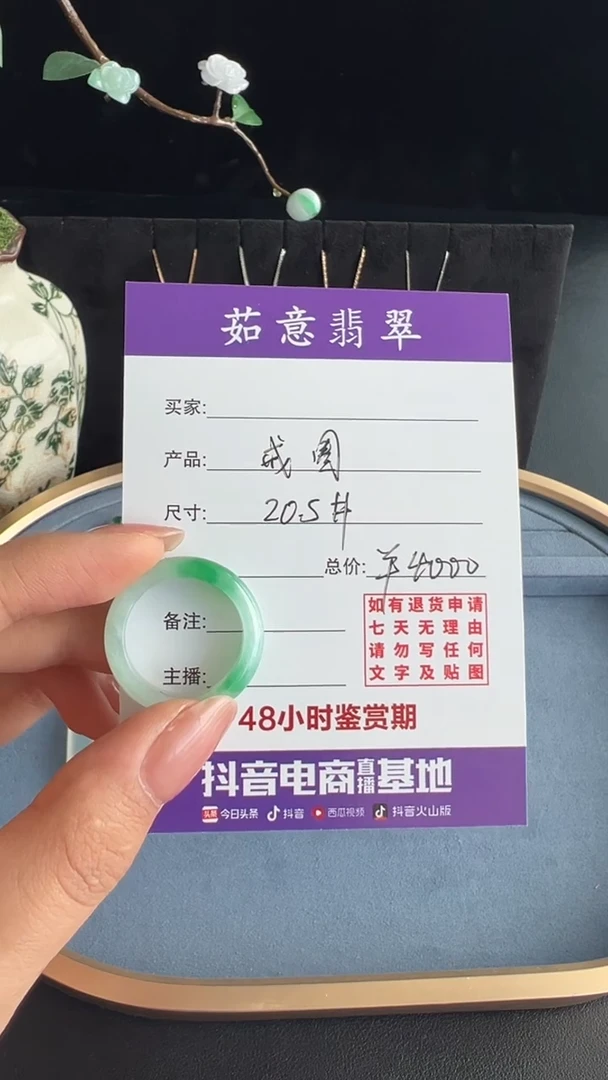 茹意翡翠
买家:
产品: 戒圈
尺寸: 20.5#
总价: ¥4000
备注:
主播:
如有退货申请
七天无理由
请勿写任何
文字及贴图
48小时鉴赏期
抖音电商直播基地
头条 今日头条 抖音 西瓜视频 抖音火山版